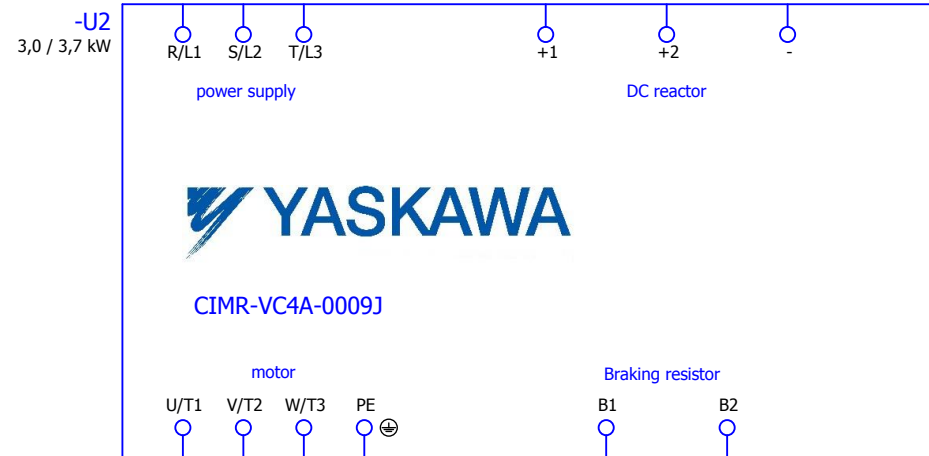 -U2
3,0 / 3,7 kW
R/L1 S/L2 T/L3 +1 +2 -
power supply DC reactor
YASKAWA
CIMR-VC4A-0009J
motor Braking resistor
U/T1 V/T2 W/T3 PE B1 B2